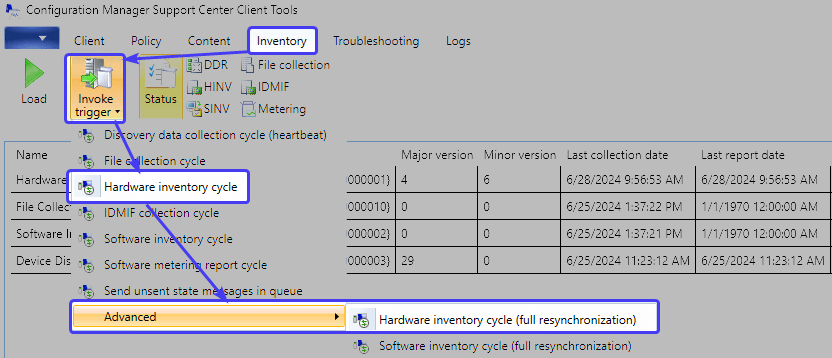 Configuration Manager Support Center Client Tools
Client Policy Content Inventory Troubleshooting Logs
Load
Invoke
trigger
Status
DDR
HINV
SINV
File collection
IDMIF
Metering
Discovery data collection cycle (heartbeat)
File collection cycle
Hardware inventory cycle
IDMIF collection cycle
Software inventory cycle
Software metering report cycle
Send unsent state messages in queue
Advanced
Hardware inventory cycle (full resynchronization)
Software inventory cycle (full resynchronization)
Name Major version Minor version Last collection date Last report date
Hardware 0000001} 4 6 6/28/2024 9:56:53 AM 6/28/2024 9:56:53 AM
File Collec 0000010} 0 0 6/25/2024 1:37:22 PM 1/1/1970 12:00:00 AM
Software In 0000002} 0 0 6/25/2024 1:37:21 PM 1/1/1970 12:00:00 AM
Device Dis 0000003} 29 0 6/25/2024 11:23:12 AM 6/25/2024 11:23:12 AM